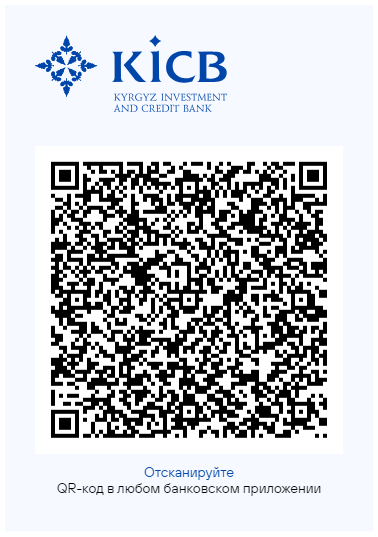 KICB
KYRGYZ INVESTMENT
AND CREDIT BANK
Отсканируйте
QR-код в любом банковском приложении